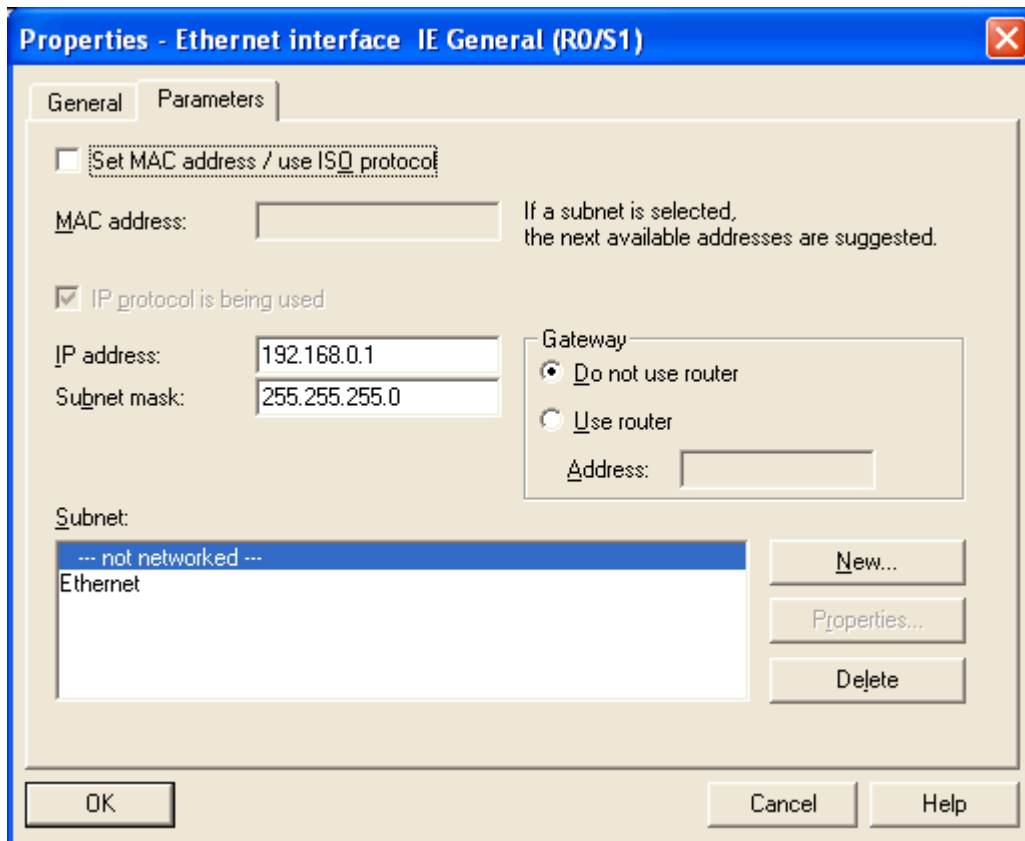 Properties - Ethernet interface  IE General (R0/S1)
General
Parameters
Set MAC address / use ISO protocol
MAC address:
If a subnet is selected,
the next available addresses are suggested.
IP protocol is being used
IP address:
192.168.0.1
Subnet mask:
255.255.255.0
Gateway
Do not use router
Use router
Address:
Subnet:
--- not networked ---
Ethernet
New...
Properties...
Delete
OK
Cancel
Help